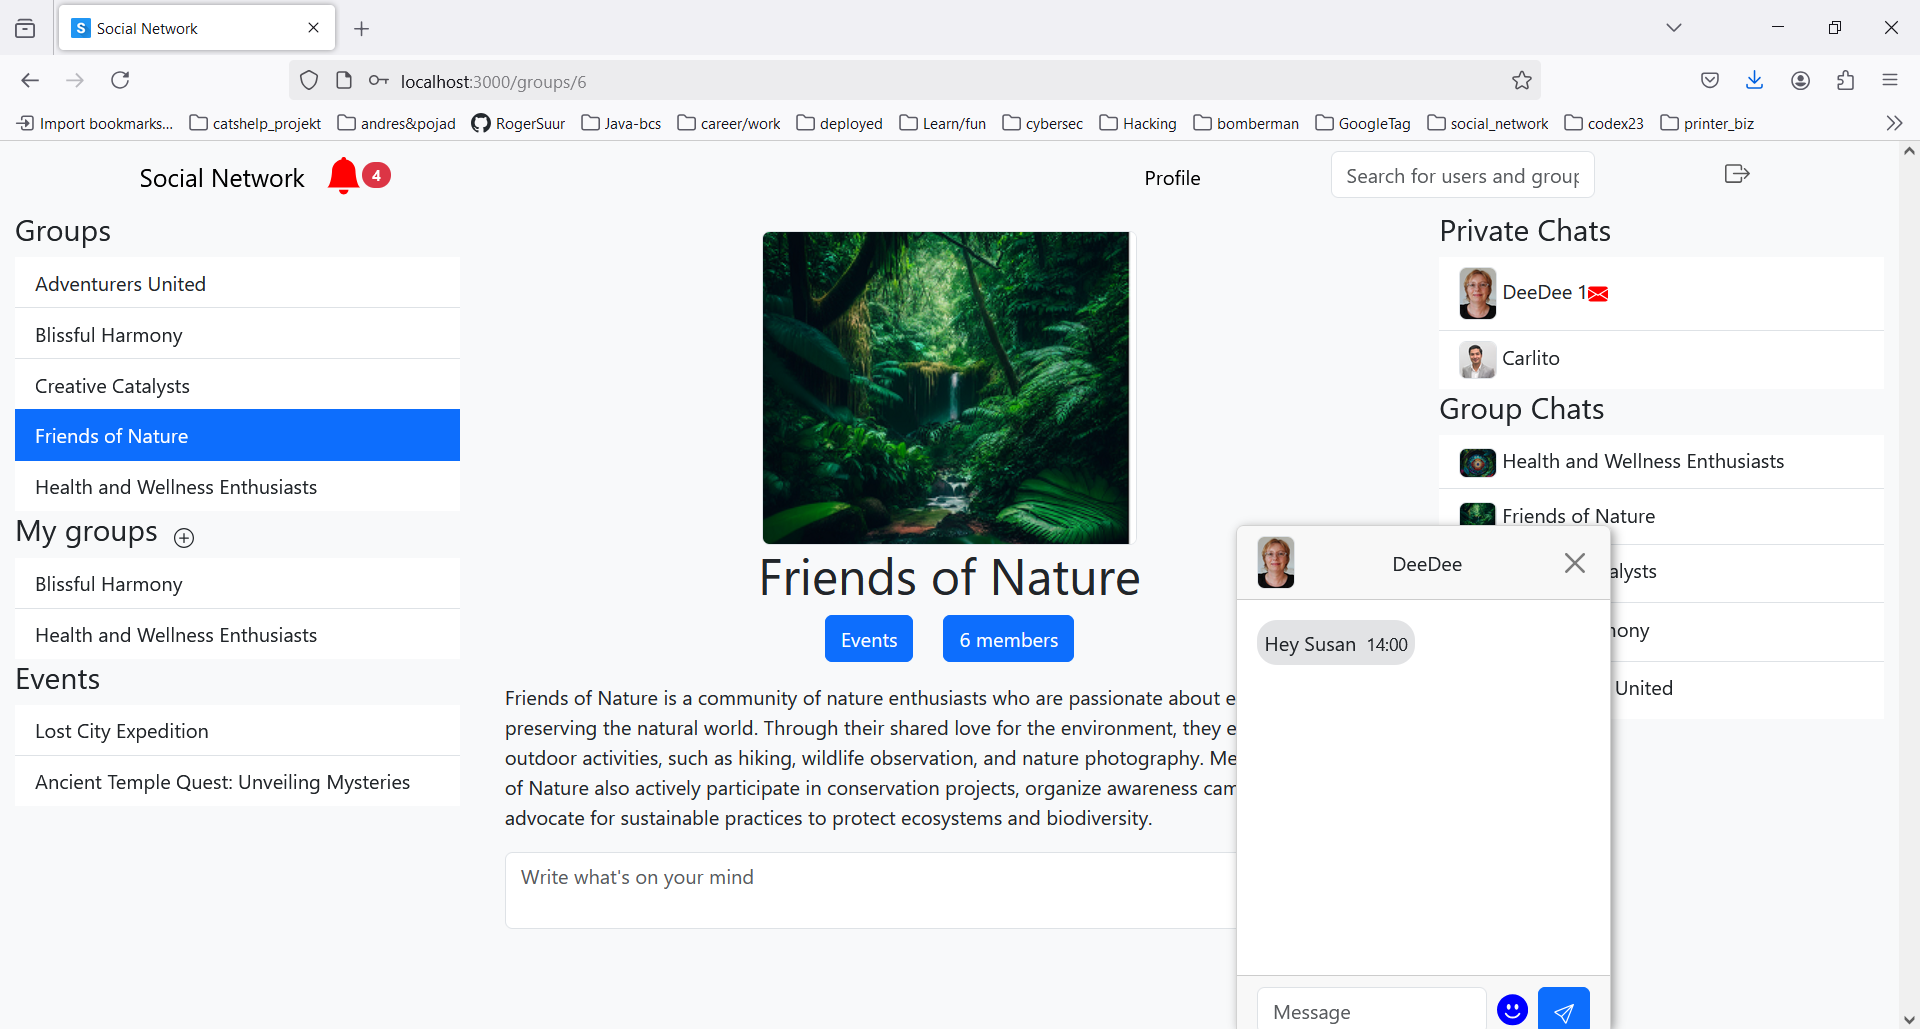 Social Network
localhost:3000/groups/6
Import bookmarks... catshelp_projekt andres&pojad RogerSuur Java-bcs career/work deployed Learn/fun cybersec Hacking bomberman GoogleTag social_network codex23 printer_biz
Social Network 4 Profile Search for users and group
Groups
Adventurers United
Blissful Harmony
Creative Catalysts
Friends of Nature
Health and Wellness Enthusiasts
My groups
Blissful Harmony
Health and Wellness Enthusiasts
Events
Lost City Expedition
Ancient Temple Quest: Unveiling Mysteries
Friends of Nature
Events 6 members
Friends of Nature is a community of nature enthusiasts who are passionate about e
preserving the natural world. Through their shared love for the environment, they e
outdoor activities, such as hiking, wildlife observation, and nature photography. Me
of Nature also actively participate in conservation projects, organize awareness cam
advocate for sustainable practices to protect ecosystems and biodiversity.
Write what's on your mind
Private Chats
DeeDee 1
Carlito
Group Chats
Health and Wellness Enthusiasts
Friends of Nature
alysts
mony
United
DeeDee
Hey Susan 14:00
Message